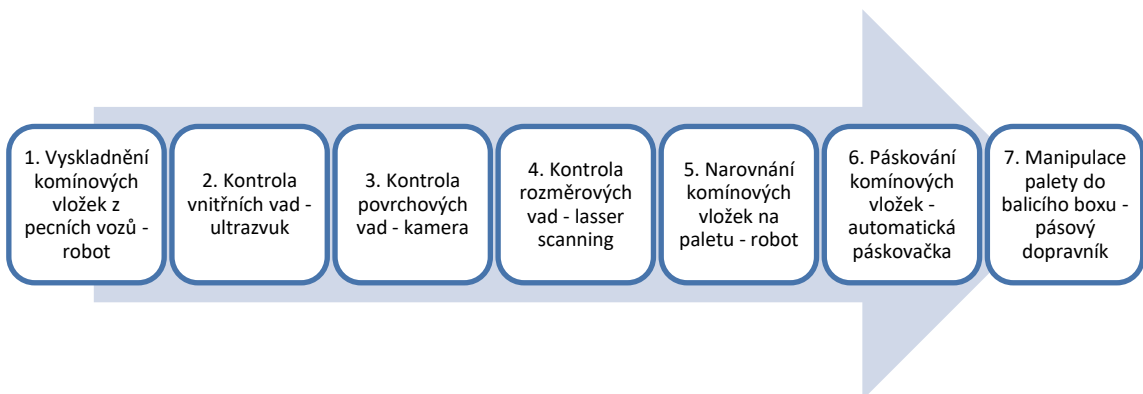 1. Vyskladnění
komínových
vložek z
pecních vozů -
robot
2. Kontrola
vnitřních vad -
ultrazvuk
3. Kontrola
povrchových
vad - kamera
4. Kontrola
rozměrových
vad - lasser
scanning
5. Narovnání
komínových
vložek na
paletu - robot
6. Páskování
komínových
vložek -
automatická
páskovačka
7. Manipulace
palety do
balicího boxu -
pásový
dopravník